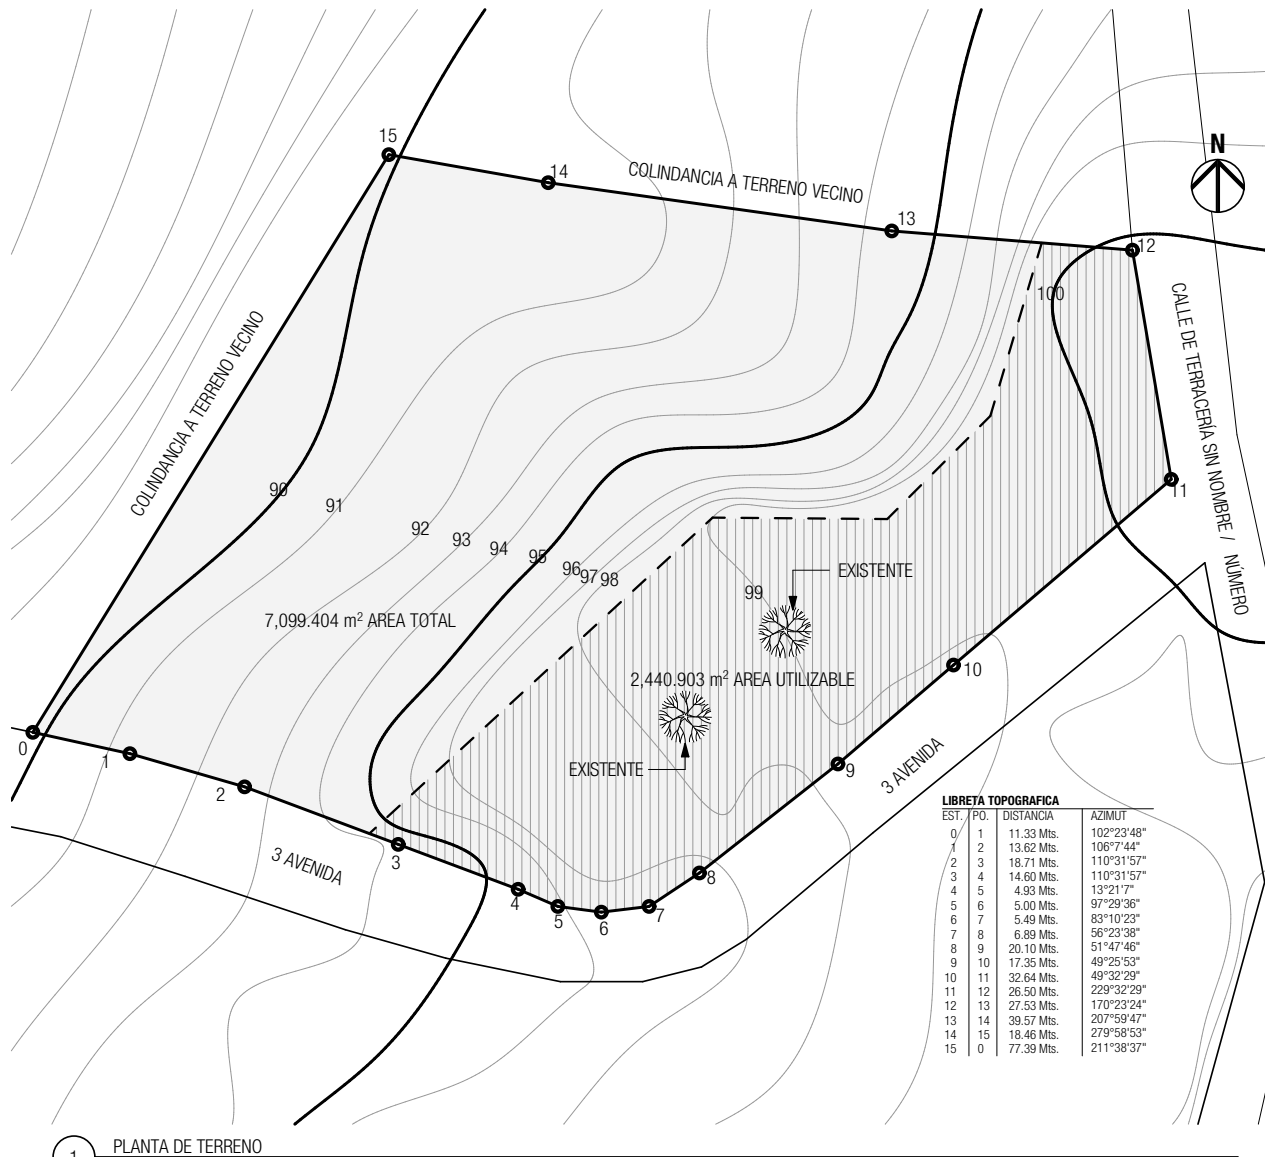 15
14
COLINDANCIA A TERRENO VECINO
13
12
N
100
CALLE DE TERRACERÍA SIN NOMBRE / NÚMERO
COLINDANCIA A TERRENO VECINO
90
91
92
93
94
95
96
97
98
99
11
EXISTENTE
7,099.404 m² AREA TOTAL
2,440.903 m² AREA UTILIZABLE
10
EXISTENTE
0
1
2
3
4
5
6
7
8
9
3 AVENIDA
3 AVENIDA
LIBRETA TOPOGRAFICA
EST. PO. DISTANCIA AZIMUT
0 1 11.33 Mts. 102°23'48"
1 2 13.62 Mts. 106°7'44"
2 3 18.71 Mts. 110°31'57"
3 4 14.60 Mts. 110°31'57"
4 5 4.93 Mts. 13°21'7"
5 6 5.00 Mts. 97°29'36"
6 7 5.49 Mts. 83°10'23"
7 8 6.89 Mts. 56°23'38"
8 9 20.10 Mts. 51°47'46"
9 10 17.35 Mts. 49°25'53"
10 11 32.64 Mts. 49°32'29"
11 12 26.50 Mts. 229°32'29"
12 13 27.53 Mts. 170°23'24"
13 14 39.57 Mts. 207°59'47"
14 15 18.46 Mts. 279°58'53"
15 0 77.39 Mts. 211°38'37"
1 PLANTA DE TERRENO